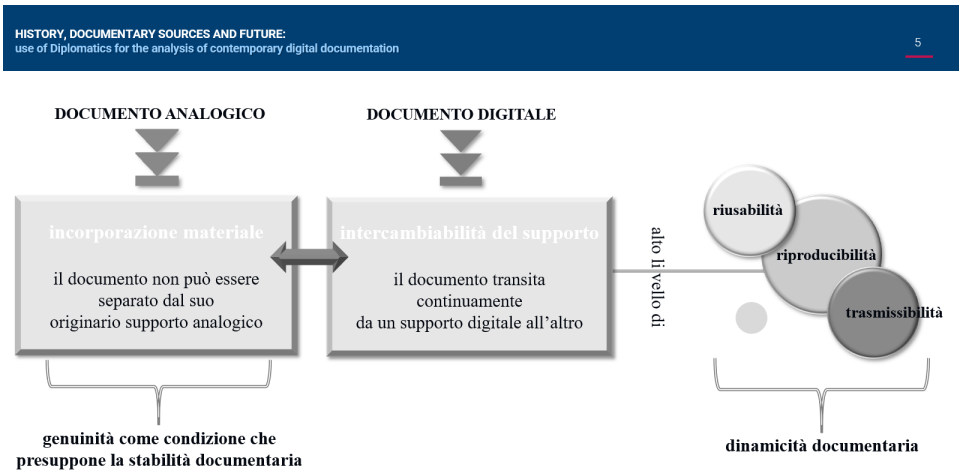 HISTORY, DOCUMENTARY SOURCES AND FUTURE:
use of Diplomatics for the analysis of contemporary digital documentation
5
DOCUMENTO ANALOGICO
incorporazione materiale
il documento non può essere
separato dal suo
originario supporto analogico
genuinità come condizione che
presuppone la stabilità documentaria
DOCUMENTO DIGITALE
intercambiabilità del supporto
il documento transita
continuamente
da un supporto digitale all’altro
alto li vello di
riusabilità
riproducibilità
trasmissibilità
dinamicità documentaria